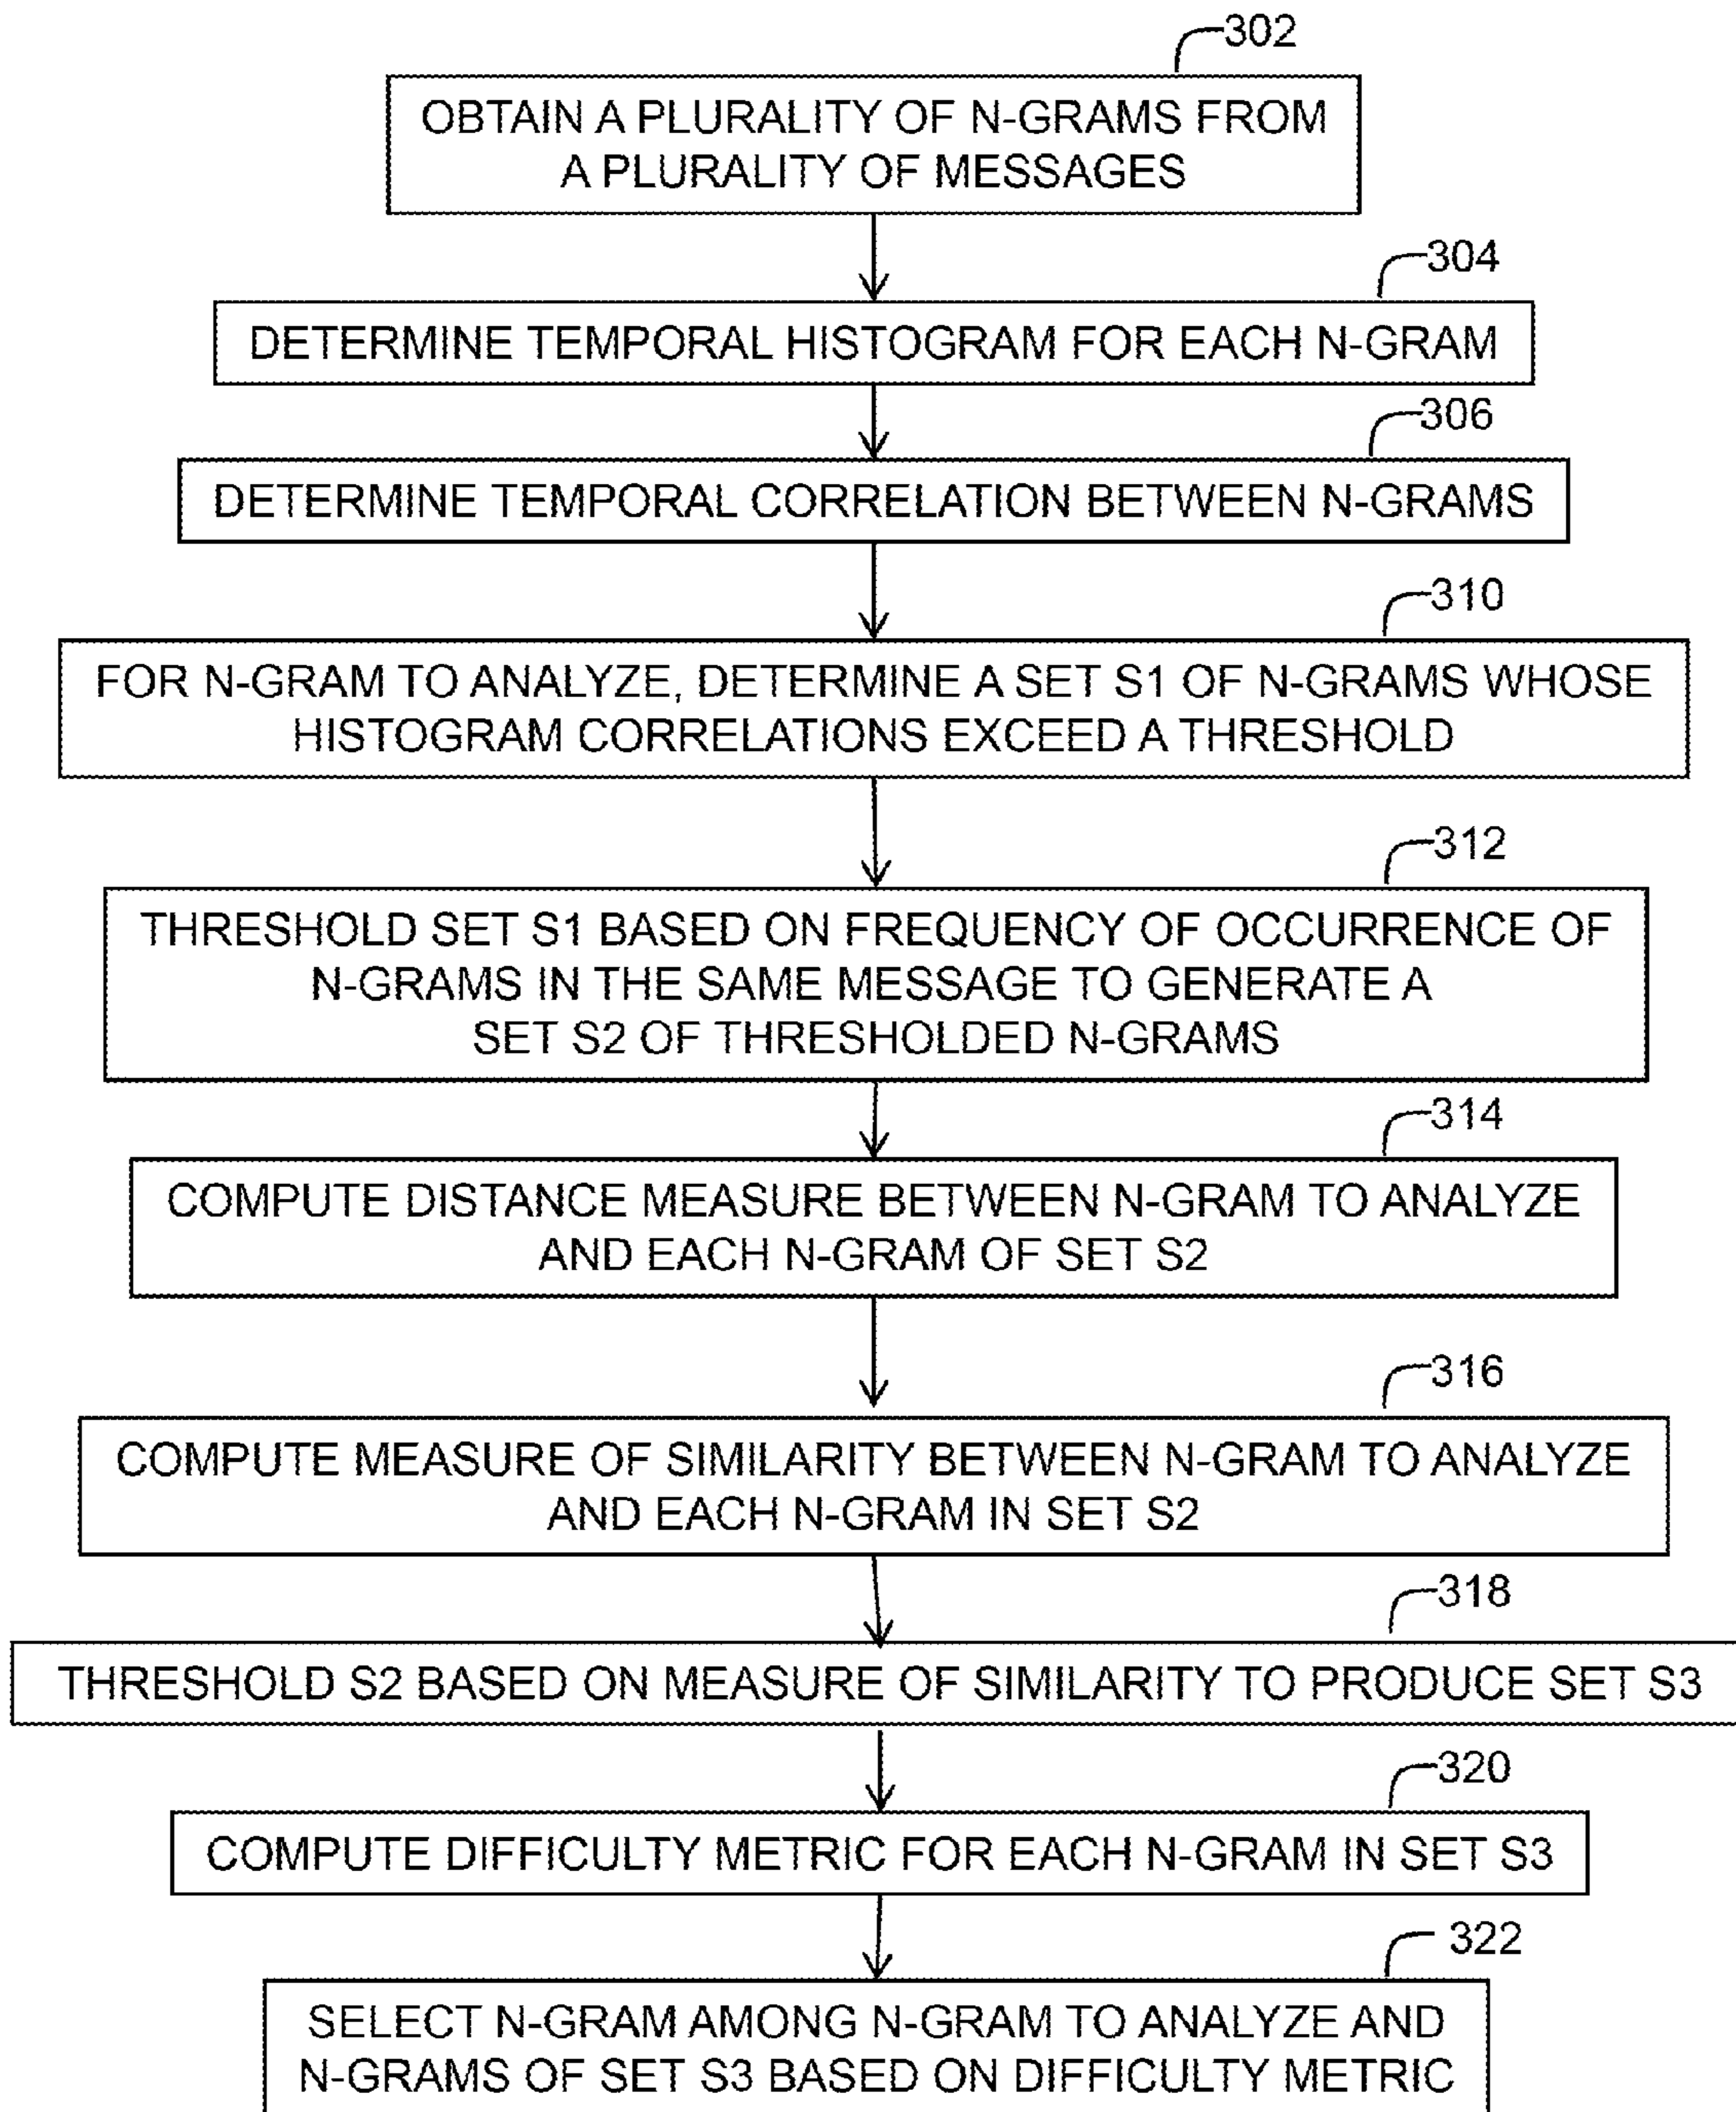 302
OBTAIN A PLURALITY OF N-GRAMS FROM
A PLURALITY OF MESSAGES
304
DETERMINE TEMPORAL HISTOGRAM FOR EACH N-GRAM
306
DETERMINE TEMPORAL CORRELATION BETWEEN N-GRAMS
310
FOR N-GRAM TO ANALYZE, DETERMINE A SET S1 OF N-GRAMS WHOSE
HISTOGRAM CORRELATIONS EXCEED A THRESHOLD
312
THRESHOLD SET S1 BASED ON FREQUENCY OF OCCURRENCE OF
N-GRAMS IN THE SAME MESSAGE TO GENERATE A
SET S2 OF THRESHOLDED N-GRAMS
314
COMPUTE DISTANCE MEASURE BETWEEN N-GRAM TO ANALYZE
AND EACH N-GRAM OF SET S2
316
COMPUTE MEASURE OF SIMILARITY BETWEEN N-GRAM TO ANALYZE
AND EACH N-GRAM IN SET S2
318
THRESHOLD S2 BASED ON MEASURE OF SIMILARITY TO PRODUCE SET S3
320
COMPUTE DIFFICULTY METRIC FOR EACH N-GRAM IN SET S3
322
SELECT N-GRAM AMONG N-GRAM TO ANALYZE AND
N-GRAMS OF SET S3 BASED ON DIFFICULTY METRIC